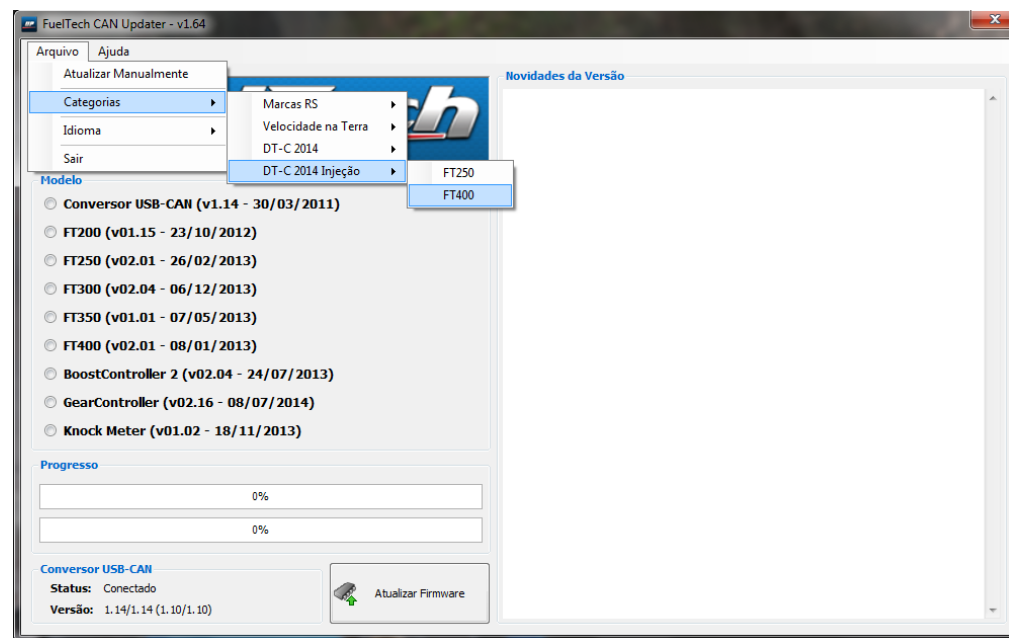 FuelTech CAN Updater - v1.64
Arquivo Ajuda
Atualizar Manualmente
Categorias
Idioma
Sair
Marcas RS
Velocidade na Terra
DT-C 2014
DT-C 2014 Injeção
FT250
FT400
Novidades da Versão
Modelo
Conversor USB-CAN (v1.14 - 30/03/2011)
FT200 (v01.15 - 23/10/2012)
FT250 (v02.01 - 26/02/2013)
FT300 (v02.04 - 06/12/2013)
FT350 (v01.01 - 07/05/2013)
FT400 (v02.01 - 08/01/2013)
BoostController 2 (v02.04 - 24/07/2013)
GearController (v02.16 - 08/07/2014)
Knock Meter (v01.02 - 18/11/2013)
Progresso
0%
0%
Conversor USB-CAN
Status: Conectado
Versão: 1.14/1.14 (1.10/1.10)
Atualizar Firmware